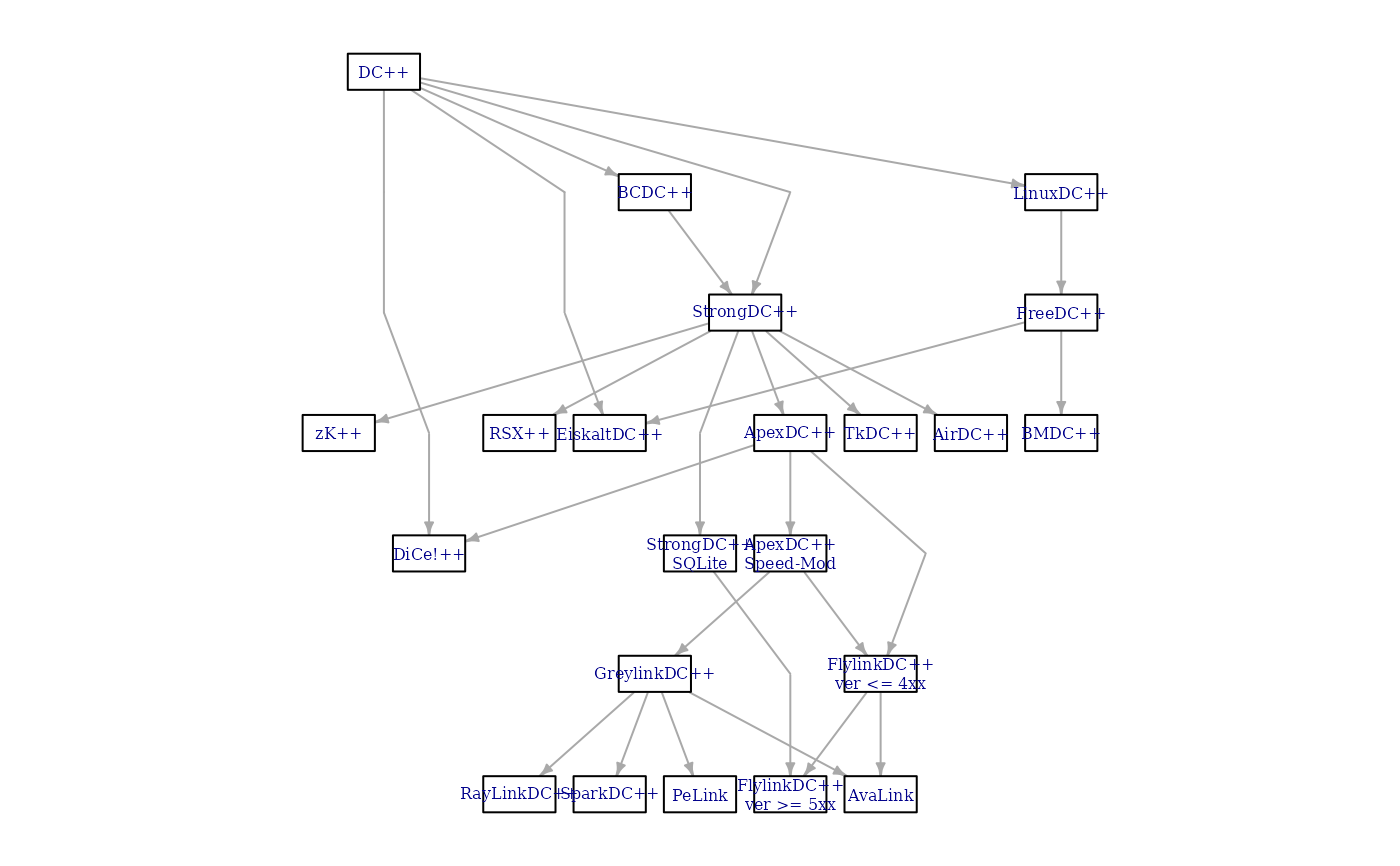 DC++
BCDC++
LinuxDC++
StrongDC++
FreeDC++
zK++
RSX++
EiskaltDC++
ApexDC++
TkDC++
AirDC++
BMDC++
DiCe!++
StrongDC++
SQLite
ApexDC++
Speed-Mod
GreylinkDC++
FlylinkDC++
ver <= 4xx
RayLinkDC++
SparkDC++
PeLink
FlylinkDC++
ver >= 5xx
AvaLink